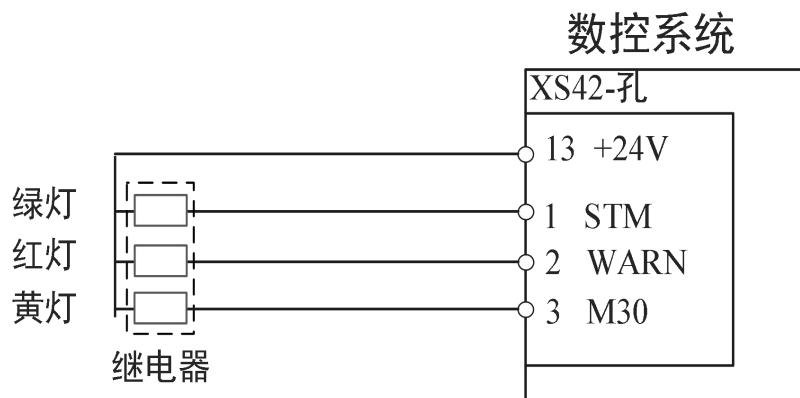 数控系统
XS42-孔
13 +24V
绿灯 1 STM
红灯 2 WARN
黄灯 3 M30
继电器